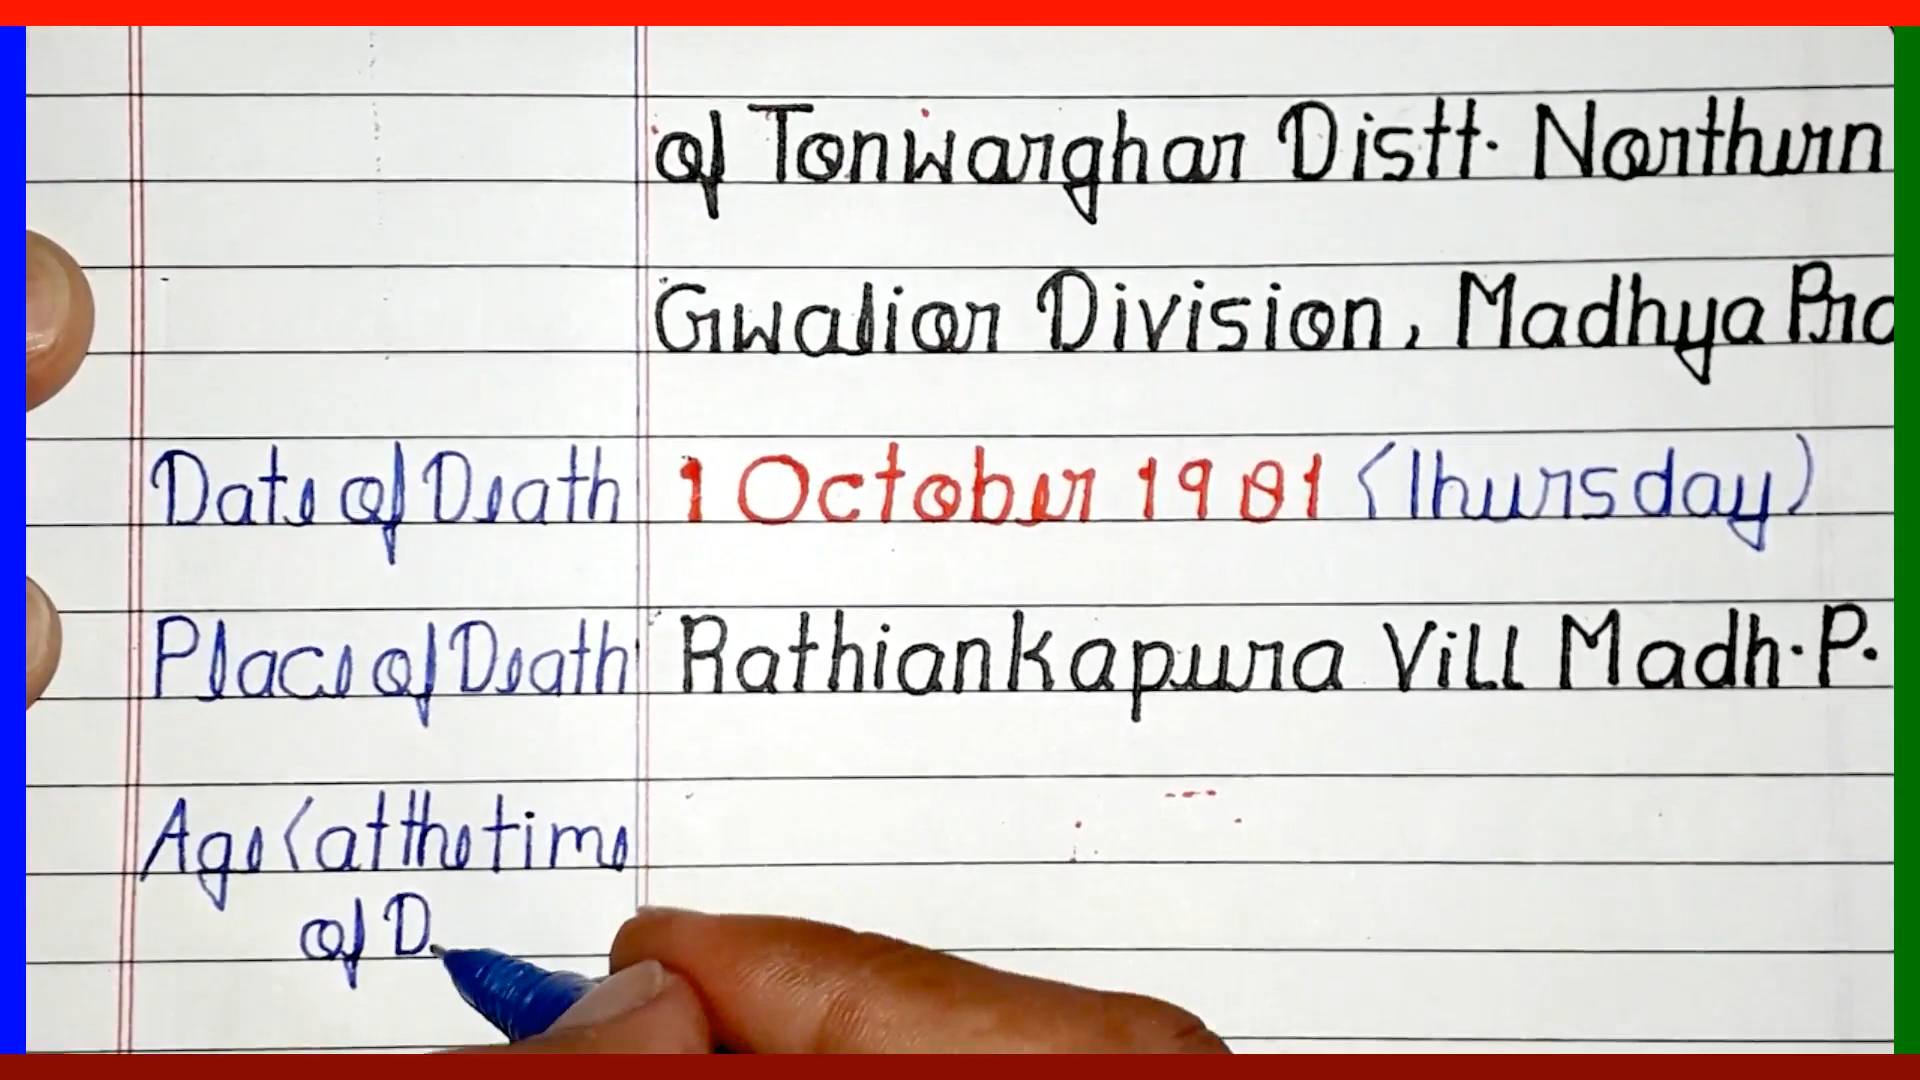 of Tonwarghar Distt. Northern
Gwalior Division, Madhya Pra
Date of Death 1 October 1981 (Thursday)
Place of Death Rathiankapura Vill Madh.P.
Age (at the time
of D